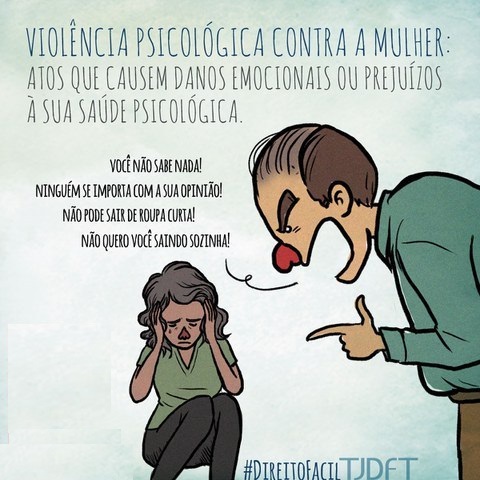 VIOLÊNCIA PSICOLÓGICA CONTRA A MULHER:
ATOS QUE CAUSEM DANOS EMOCIONAIS OU PREJUÍZOS
À SUA SAÚDE PSICOLÓGICA.
VOCÊ NÃO SABE NADA!
NINGUÉM SE IMPORTA COM A SUA OPINIÃO!
NÃO PODE SAIR DE ROUPA CURTA!
NÃO QUERO VOCÊ SAINDO SOZINHA!
#DIREITOFACIL TJDFT